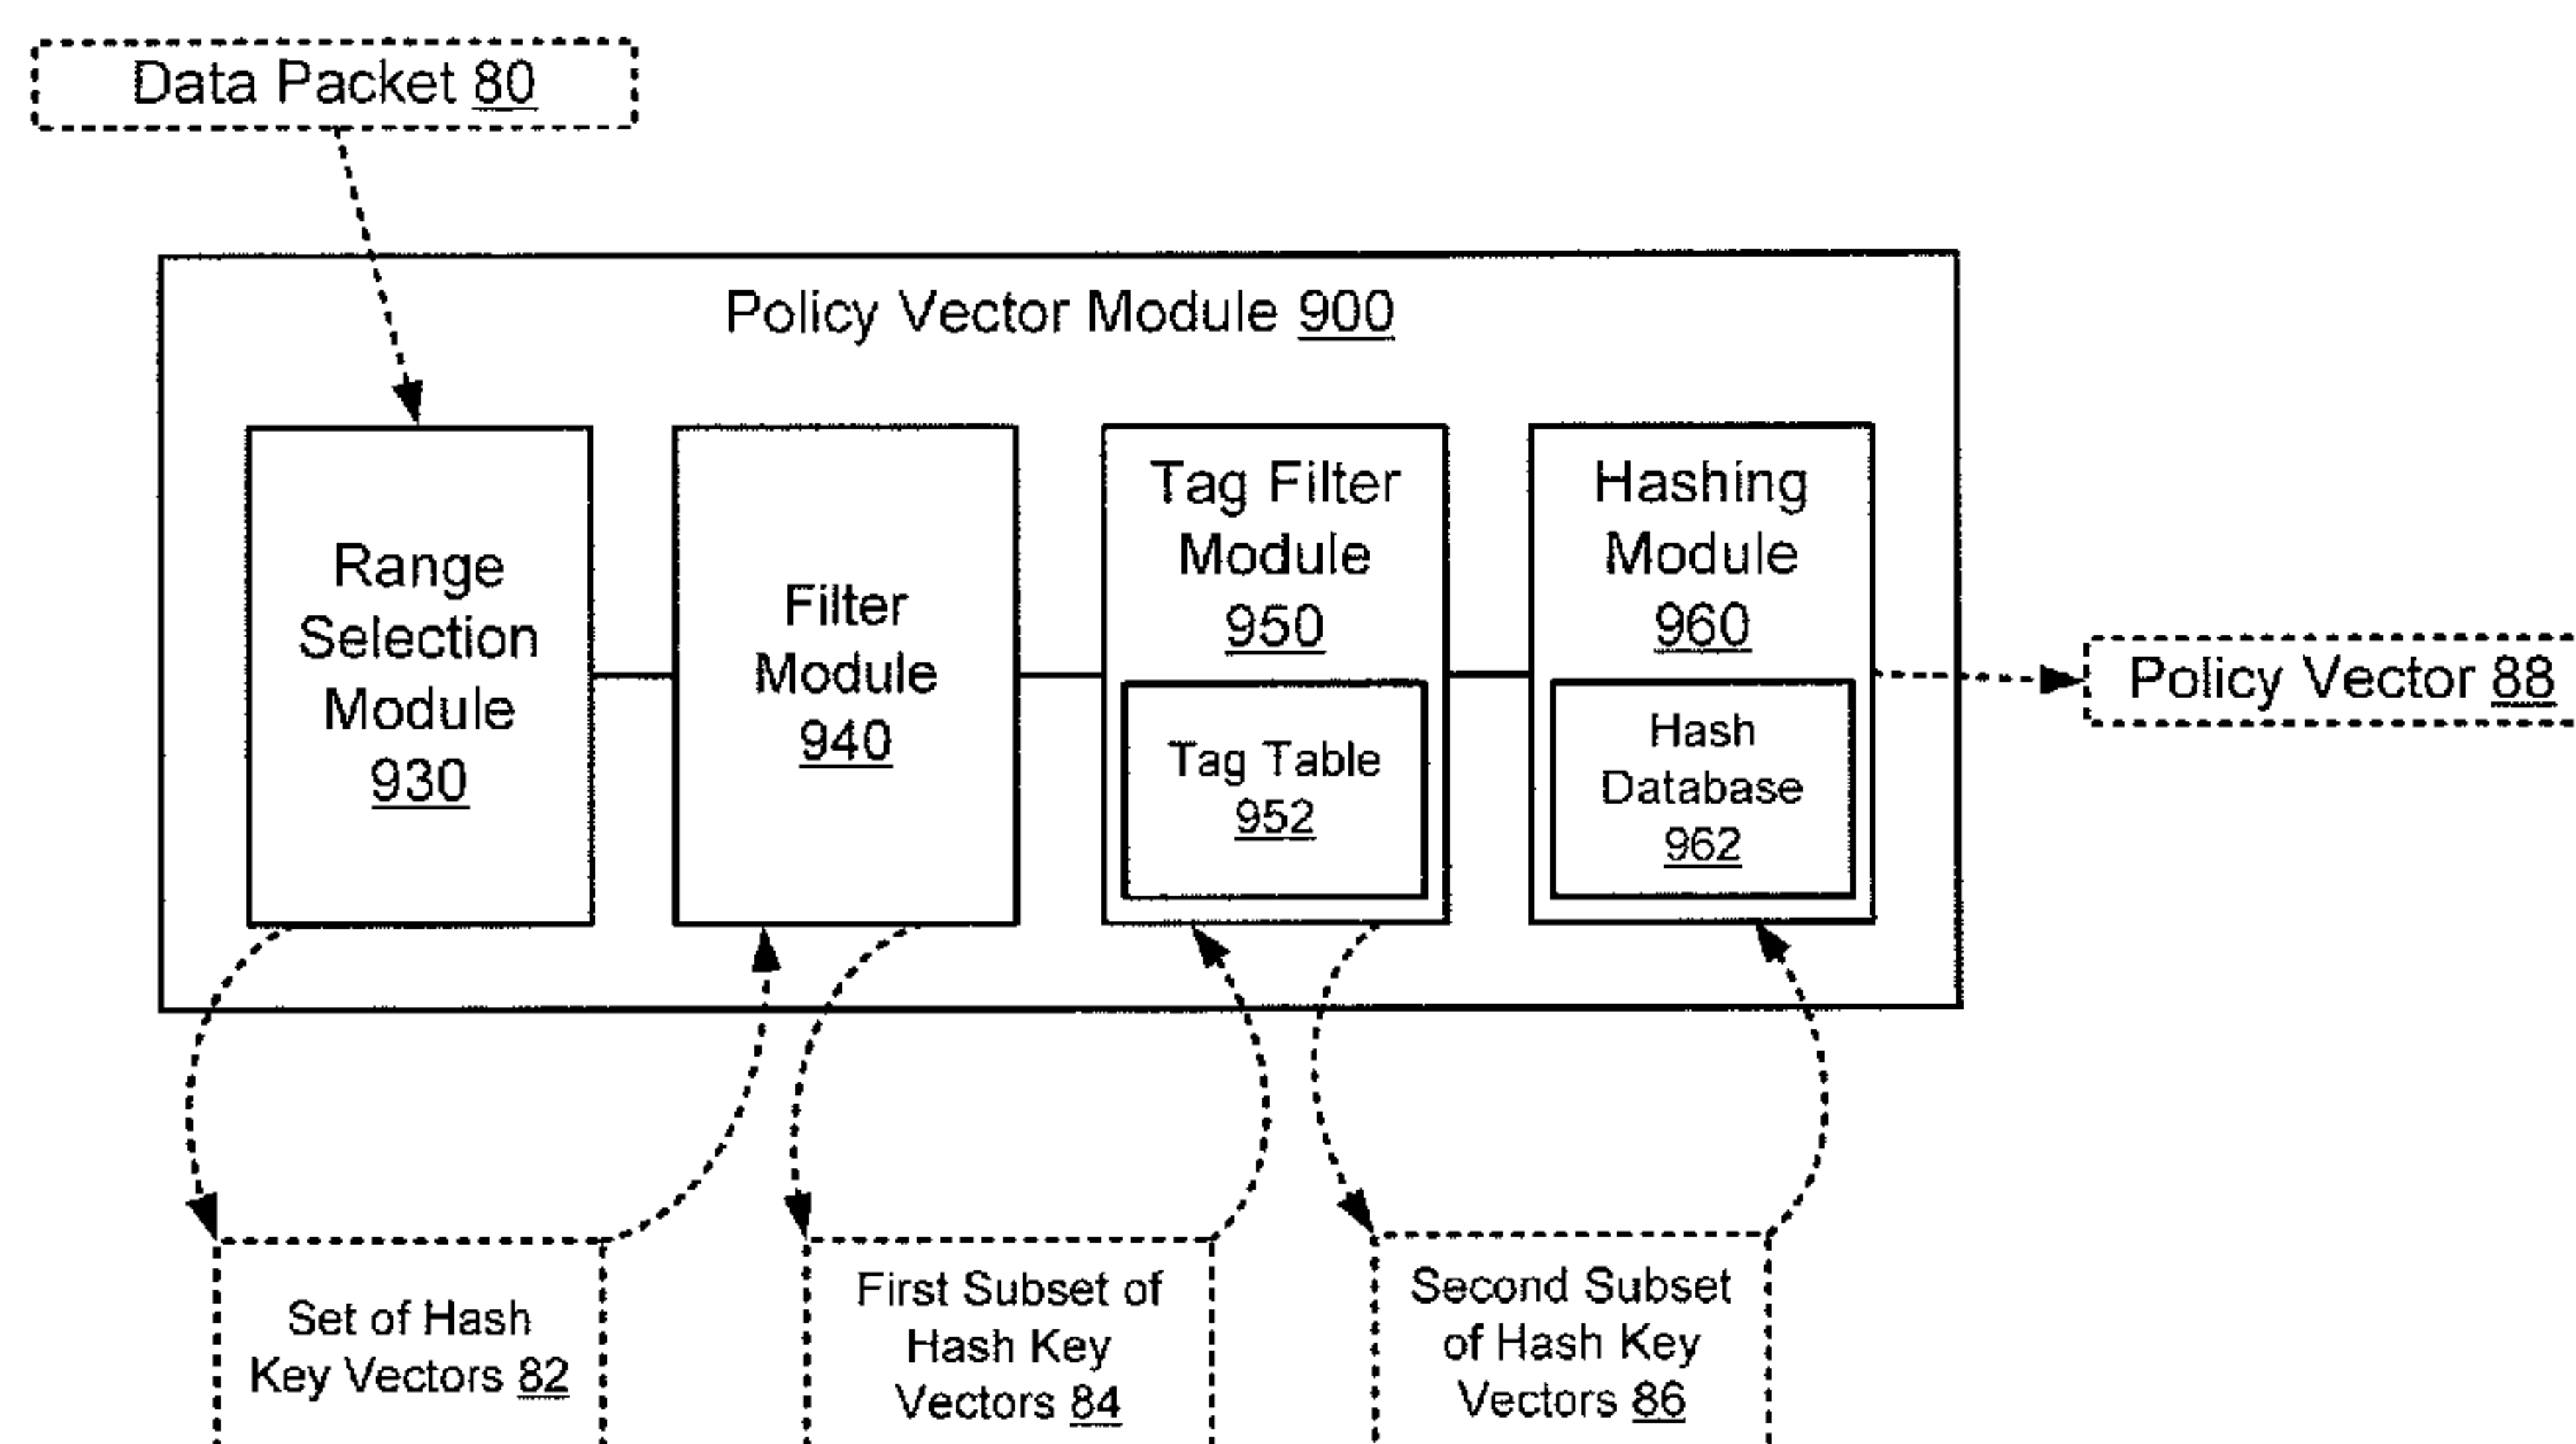 Data Packet 80
Policy Vector Module 900
Range
Selection
Module
930
Filter
Module
940
Tag Filter
Module
950
Tag Table
952
Hashing
Module
960
Hash
Database
962
Policy Vector 88
Set of Hash
Key Vectors 82
First Subset of
Hash Key
Vectors 84
Second Subset
of Hash Key
Vectors 86